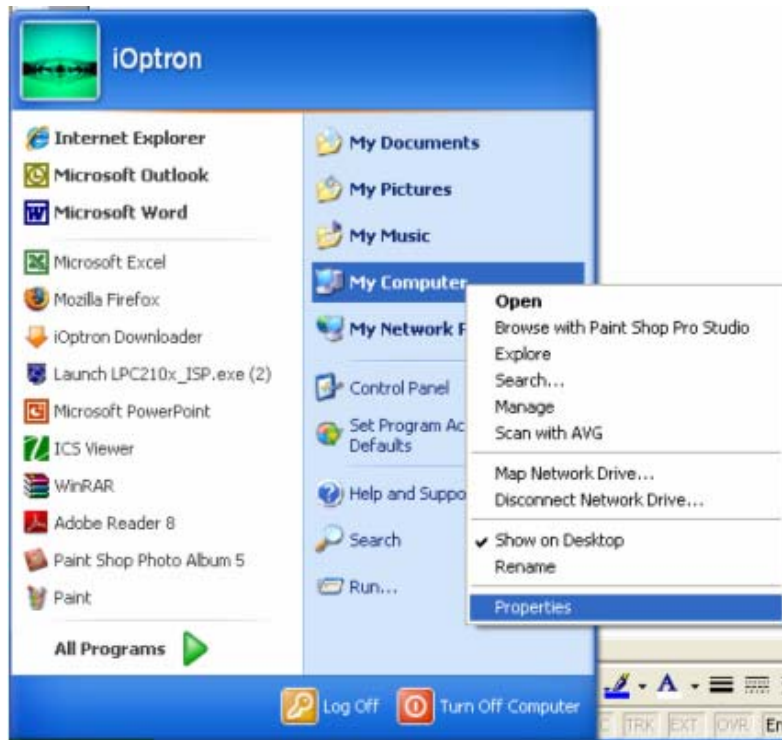 iOptron
Internet Explorer
Microsoft Outlook
Microsoft Word
Microsoft Excel
Mozilla Firefox
iOptron Downloader
Launch LPC210x_ISP.exe (2)
Microsoft PowerPoint
ICS Viewer
WinRAR
Adobe Reader 8
Paint Shop Photo Album 5
Paint
All Programs
My Documents
My Pictures
My Music
My Computer
My Network P
Control Panel
Set Program Ac
Defaults
Help and Suppo
Search
Run...
Open
Browse with Paint Shop Pro Studio
Explore
Search...
Manage
Scan with AVG
Map Network Drive...
Disconnect Network Drive...
Show on Desktop
Rename
Properties
Log Off
Turn Off Computer
TRK EXT OVR